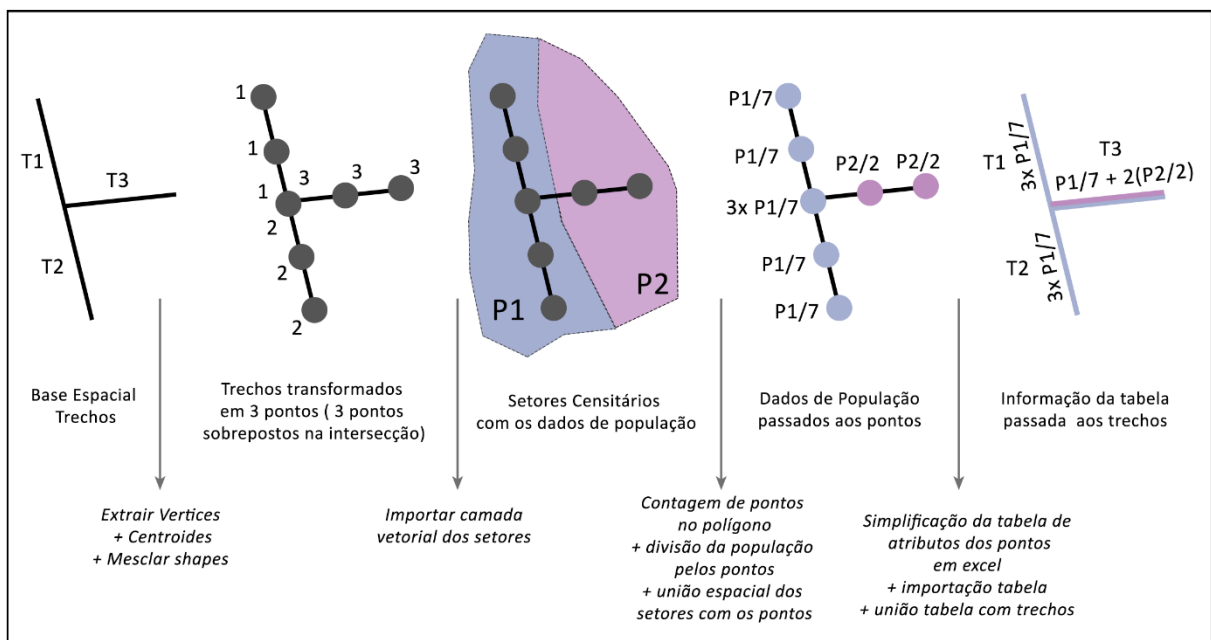 T1
T3
T2
Base Espacial
Trechos
1
1
1
3
3
3
2
2
2
Trechos transformados
em 3 pontos ( 3 pontos
sobrepostos na intersecção)
P1
P2
Setores Censitários
com os dados de população
P1/7
P1/7
P2/2
P2/2
3x P1/7
P1/7
P1/7
Dados de População
passados aos pontos
T1
3x P1/7
T3
P1/7 + 2(P2/2)
T2
3x P1/7
Informação da tabela
passada aos trechos
Extrair Vertices
+ Centroides
+ Mesclar shapes
Importar camada
vetorial dos setores
Contagem de pontos
no polígono
+ divisão da população
pelos pontos
+ união espacial dos
setores com os pontos
Simplificação da tabela de
atributos dos pontos
em excel
+ importação tabela
+ união tabela com trechos